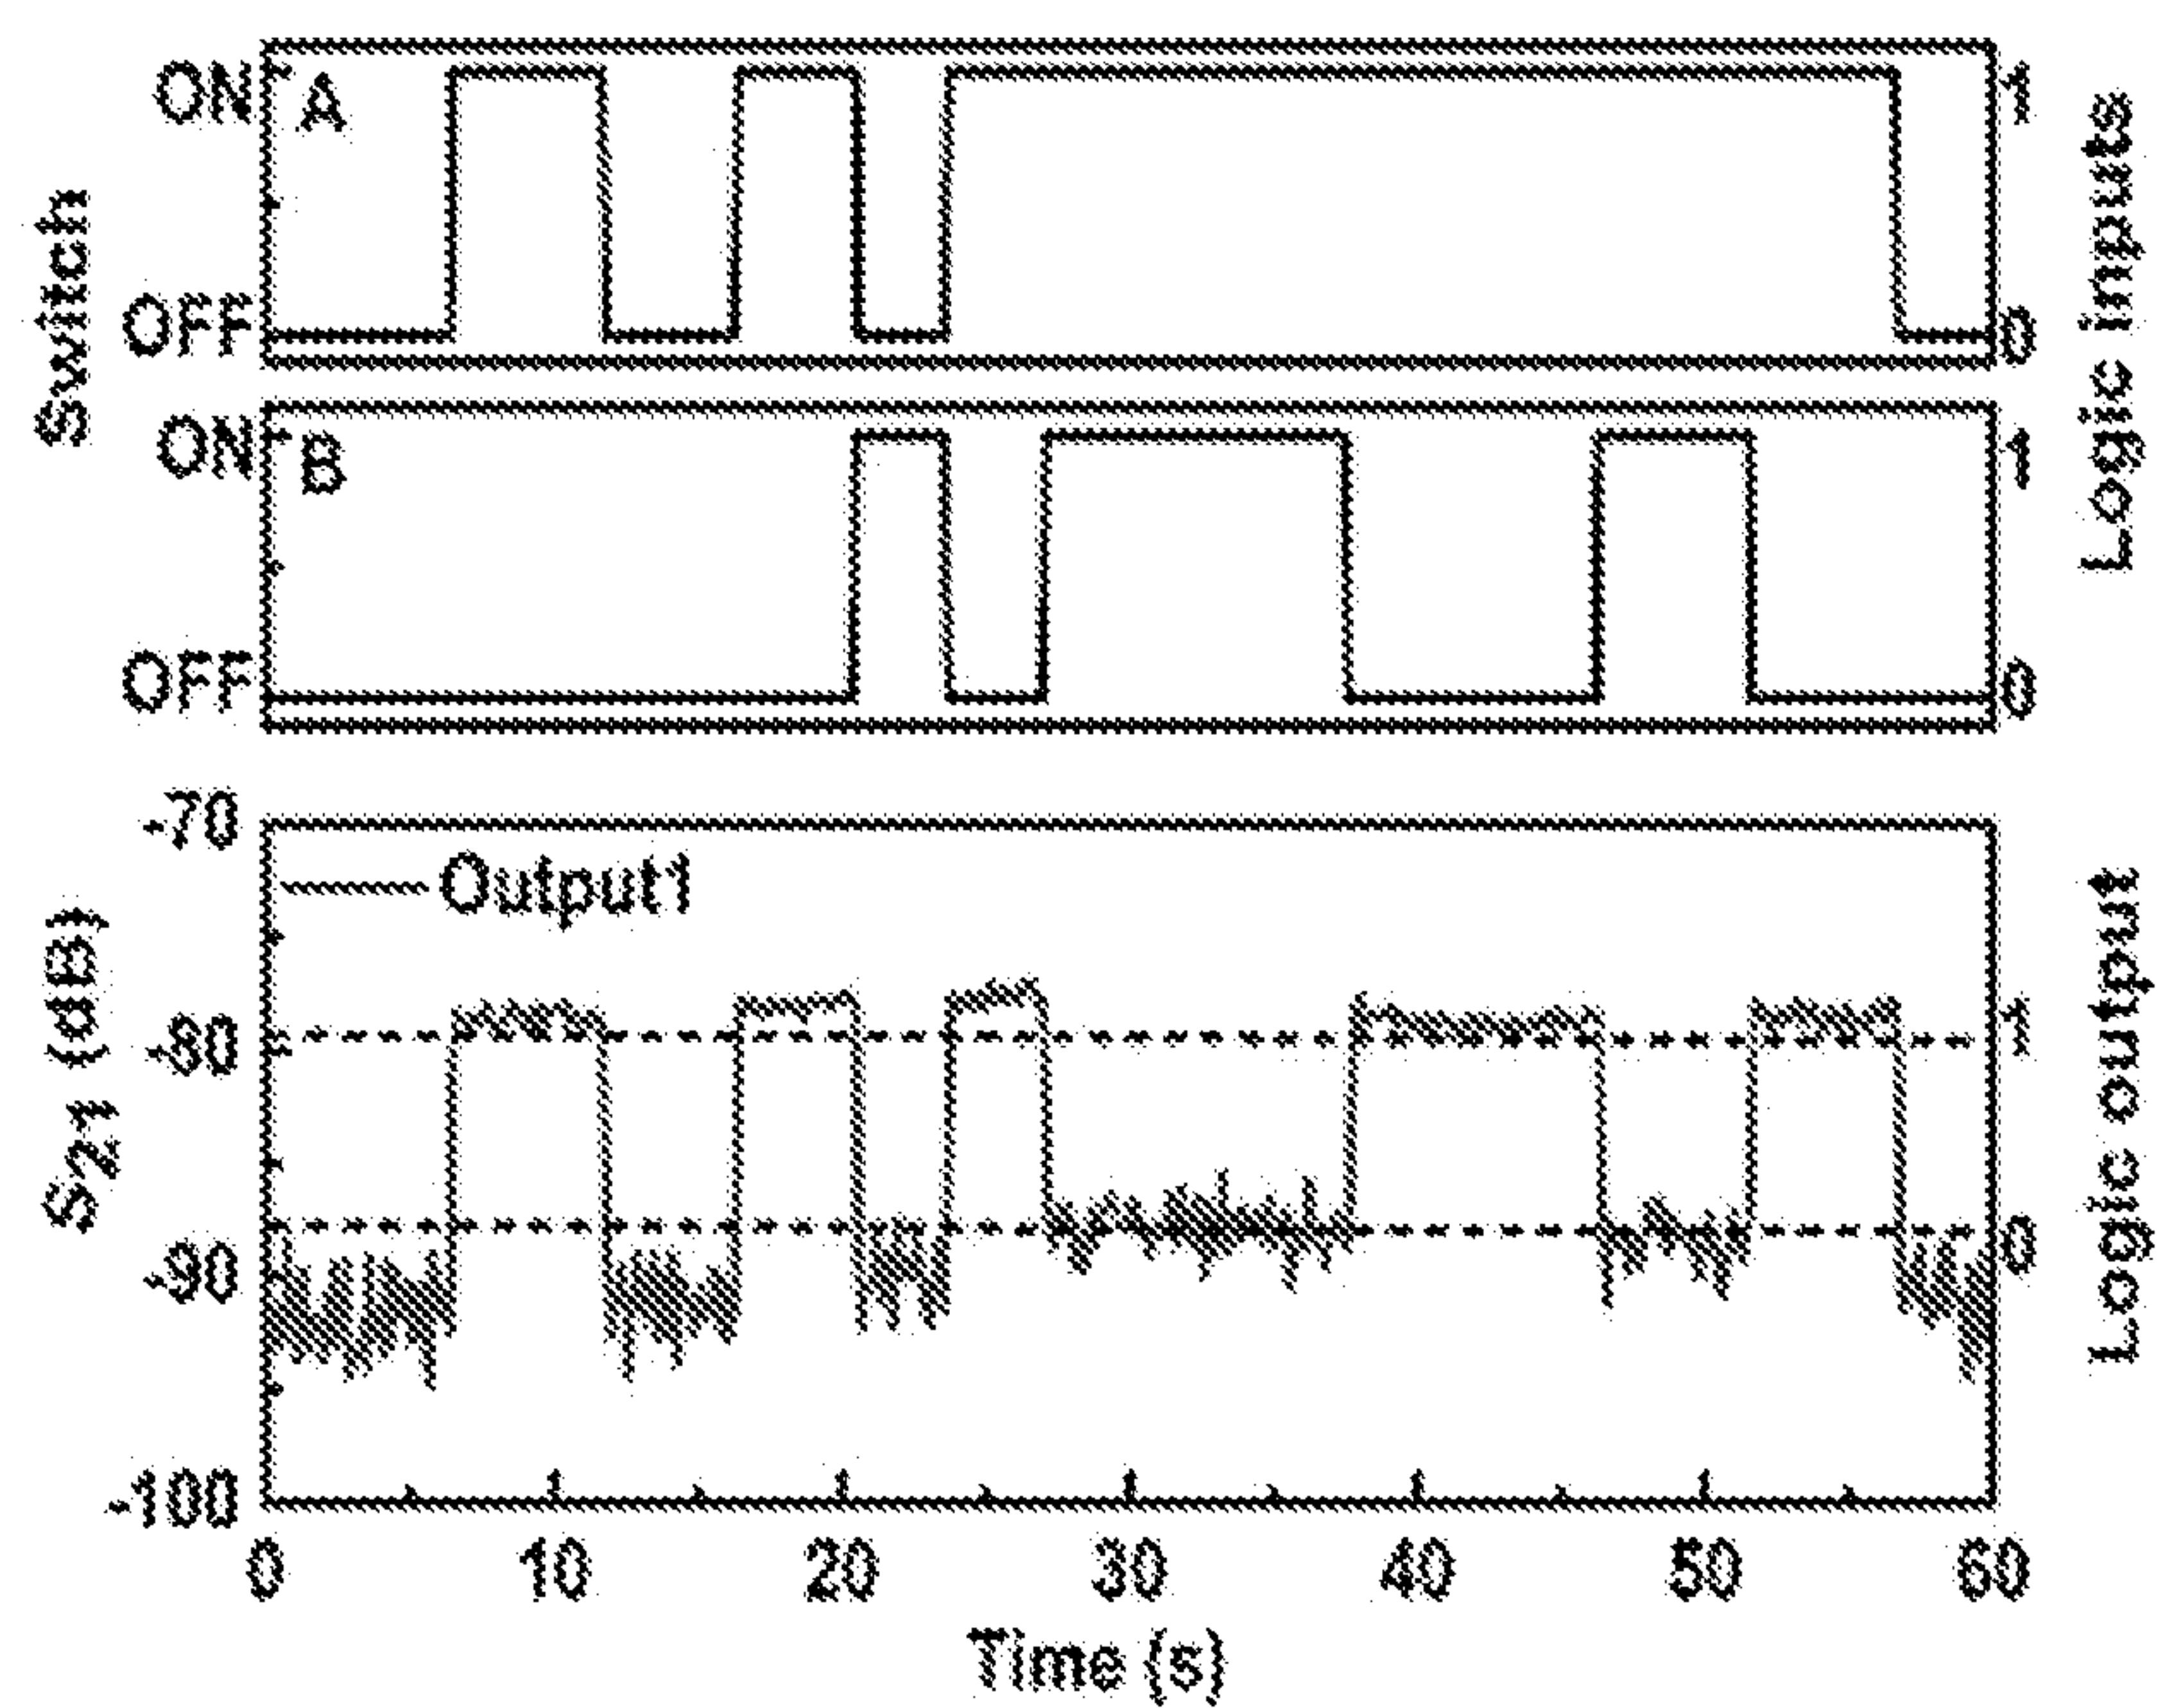 Switch
ON
A
1
OFF
0
ON
B
1
OFF
0
Logic inputs
S21 (dB)
-70
Output1
-80
1
-90
0
-100
Logic output
0 10 20 30 40 50 60
Time (s)